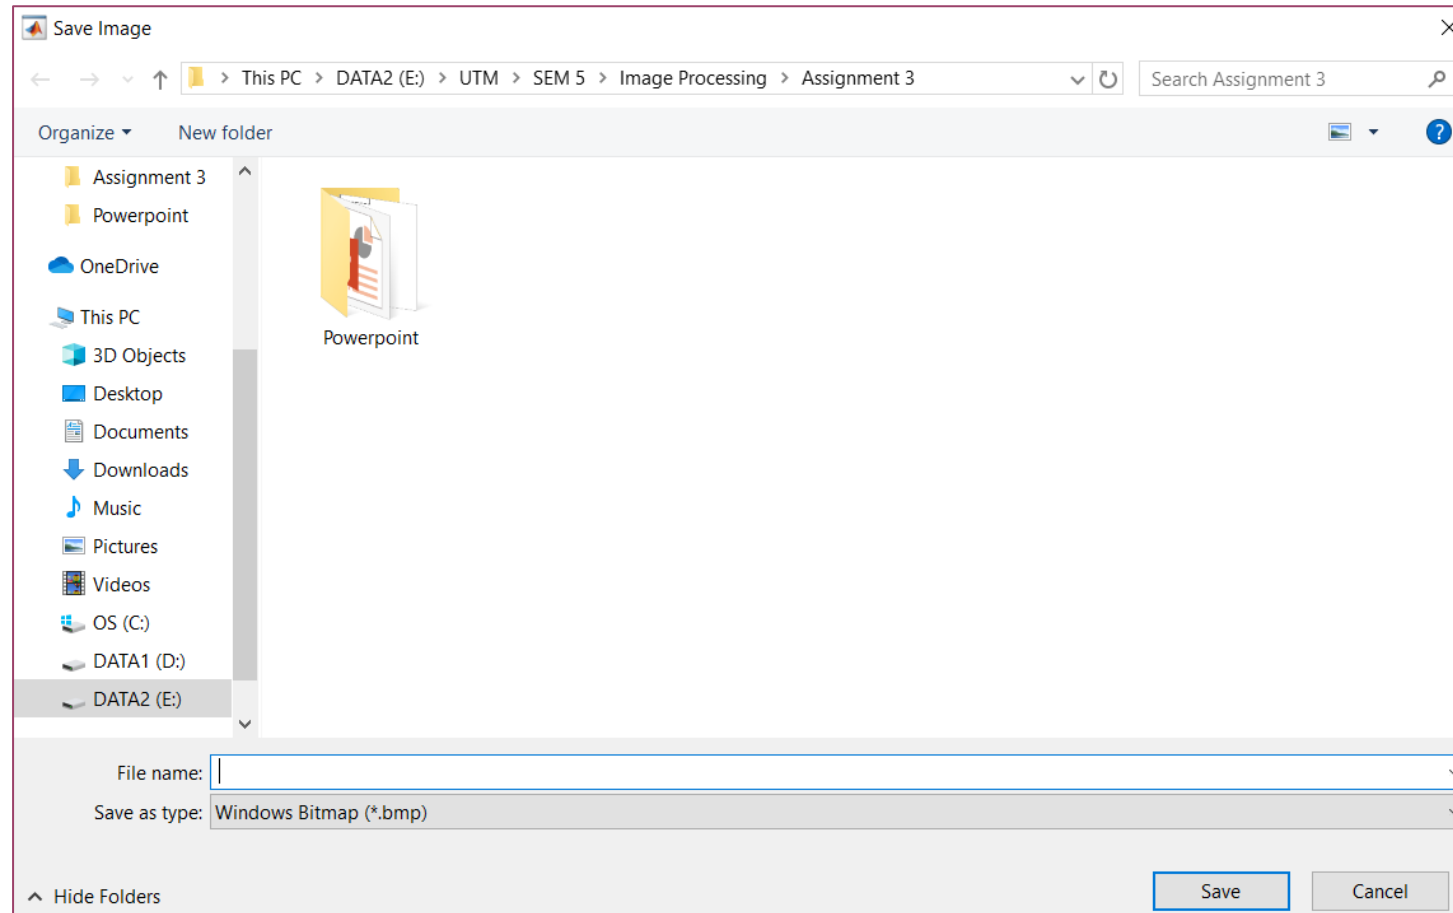 Save Image
This PC > DATA2 (E:) > UTM > SEM 5 > Image Processing > Assignment 3
Search Assignment 3
Organize
New folder
Assignment 3
Powerpoint
OneDrive
This PC
3D Objects
Desktop
Documents
Downloads
Music
Pictures
Videos
OS (C:)
DATA1 (D:)
DATA2 (E:)
Powerpoint
File name:
Save as type: Windows Bitmap (*.bmp)
Hide Folders
Save
Cancel